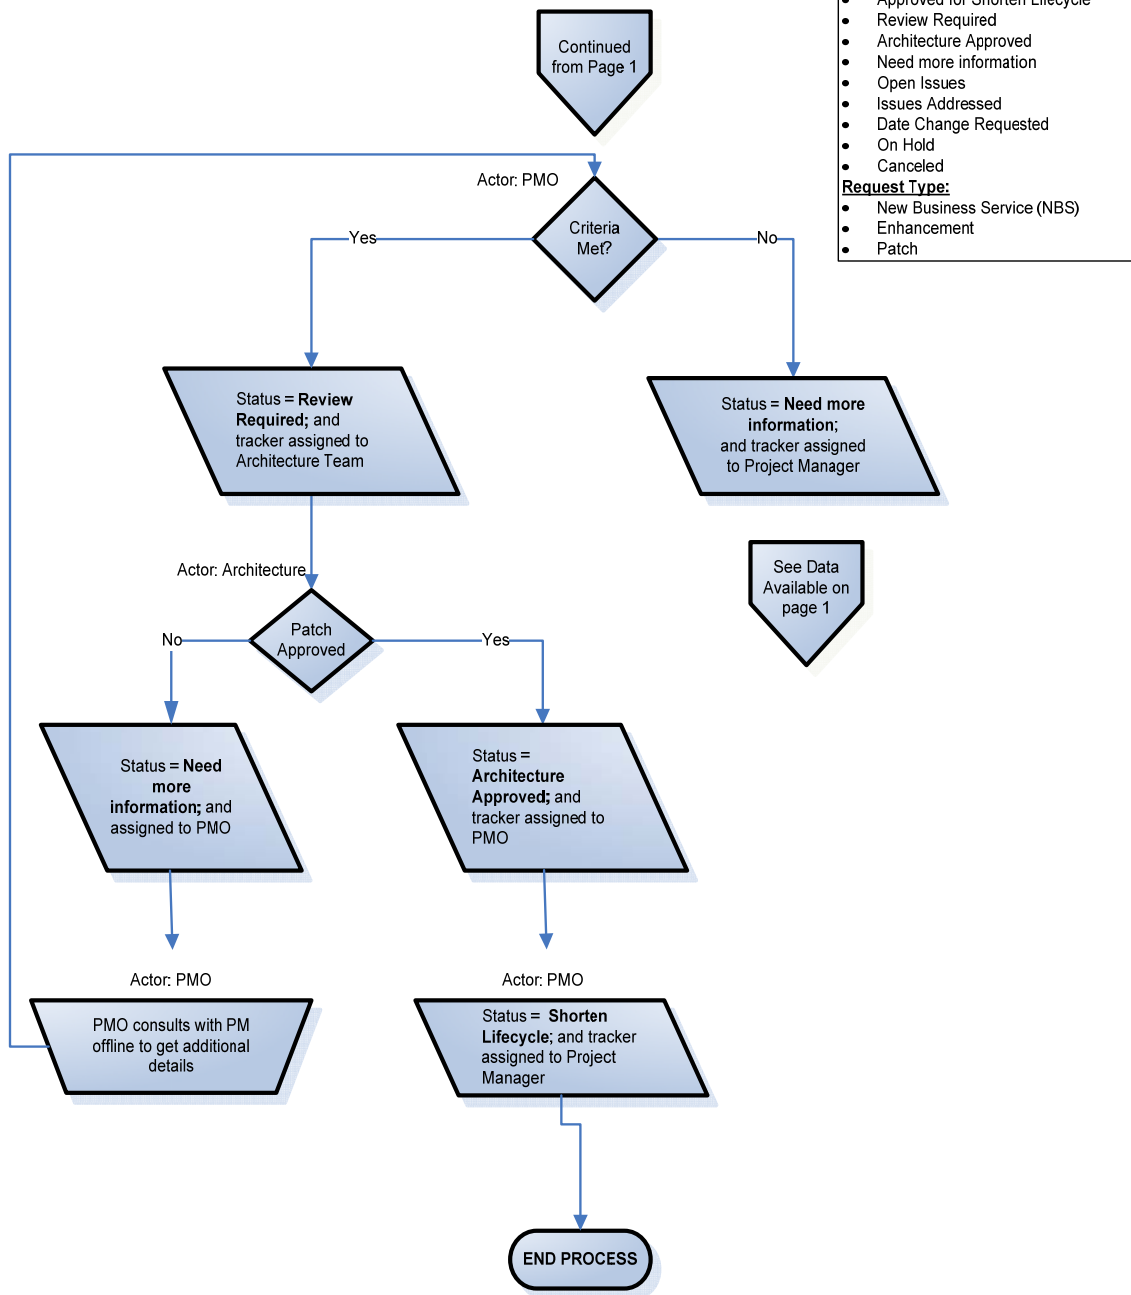 Approved for Shorten Lifecycle
Review Required
Architecture Approved
Need more information
Open Issues
Issues Addressed
Date Change Requested
On Hold
Canceled
Request Type:
New Business Service (NBS)
Enhancement
Patch
Continued
from Page 1
Actor: PMO
Criteria
Met?
Yes
No
Status = Review
Required; and
tracker assigned to
Architecture Team
Status = Need more
information;
and tracker assigned
to Project Manager
See Data
Available on
page 1
Actor: Architecture
Patch
Approved
No
Yes
Status = Need
more
information; and
assigned to PMO
Status =
Architecture
Approved; and
tracker assigned to
PMO
Actor: PMO
PMO consults with PM
offline to get additional
details
Actor: PMO
Status = Shorten
Lifecycle; and tracker
assigned to Project
Manager
END PROCESS